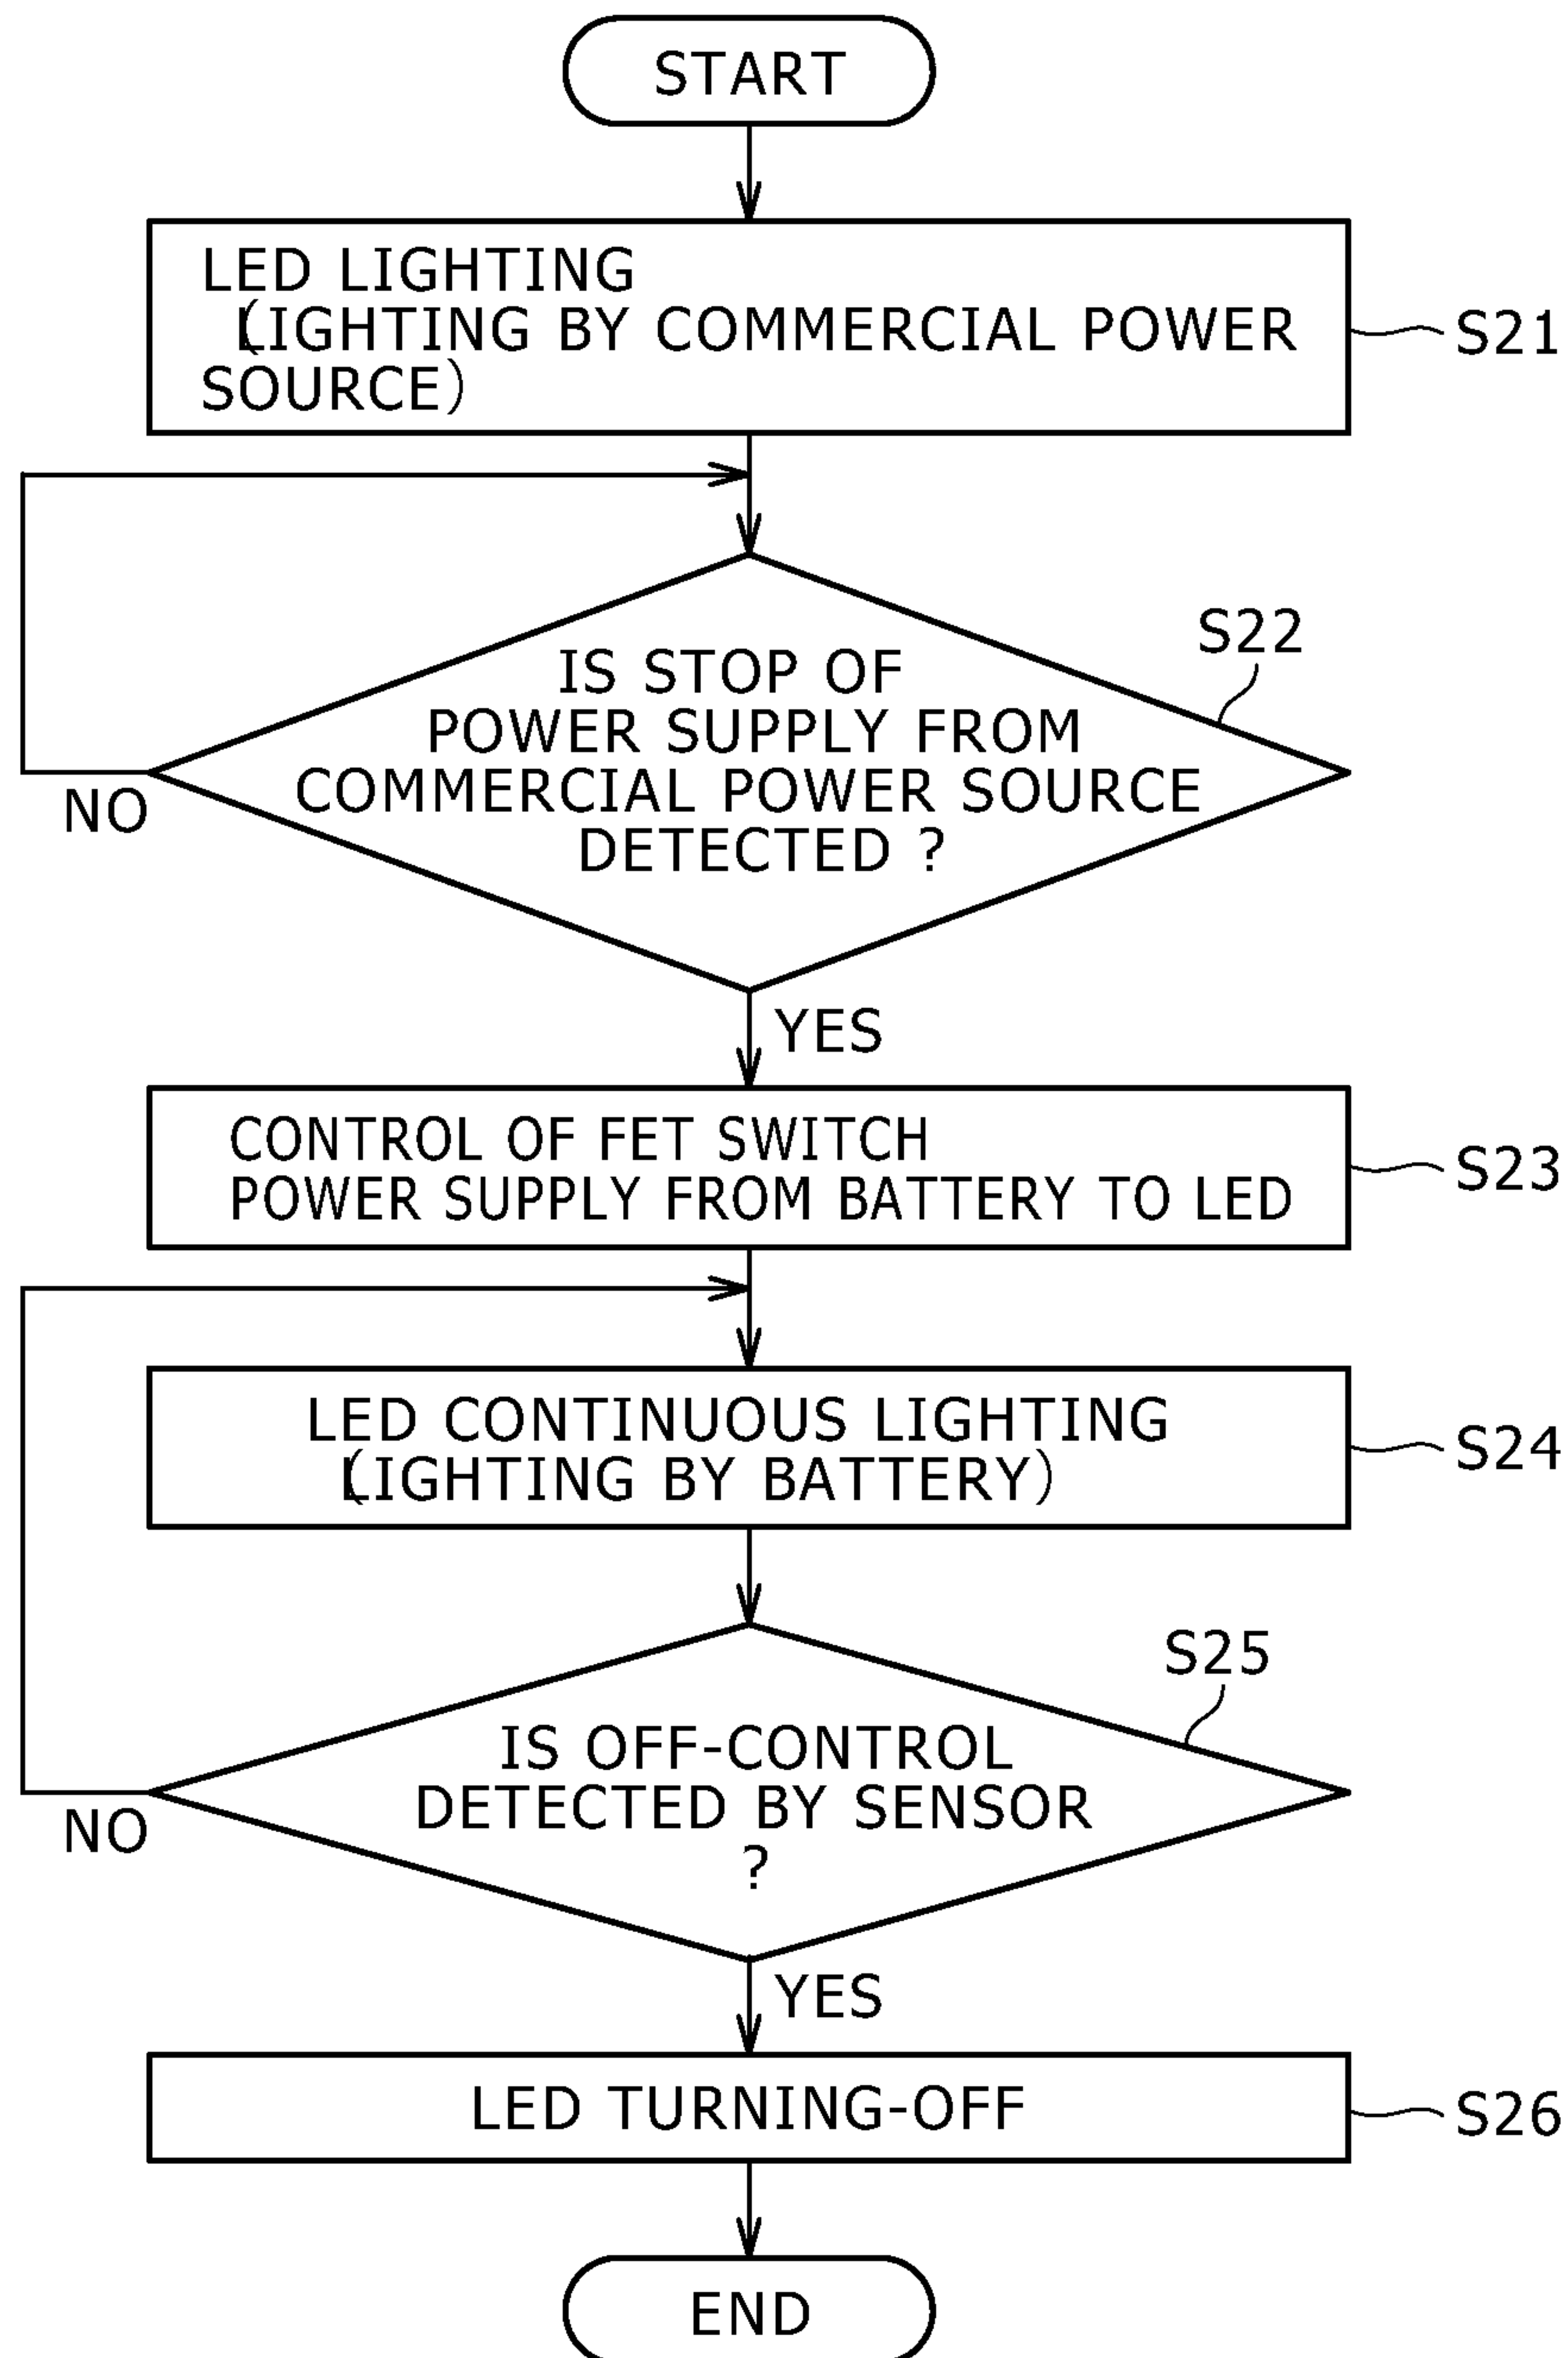 START
LED LIGHTING
(LIGHTING BY COMMERCIAL POWER
SOURCE)
S21
S22
IS STOP OF
POWER SUPPLY FROM
COMMERCIAL POWER SOURCE
DETECTED ?
NO
YES
CONTROL OF FET SWITCH
POWER SUPPLY FROM BATTERY TO LED
S23
LED CONTINUOUS LIGHTING
(LIGHTING BY BATTERY)
S24
S25
IS OFF-CONTROL
DETECTED BY SENSOR
?
NO
YES
LED TURNING-OFF
S26
END